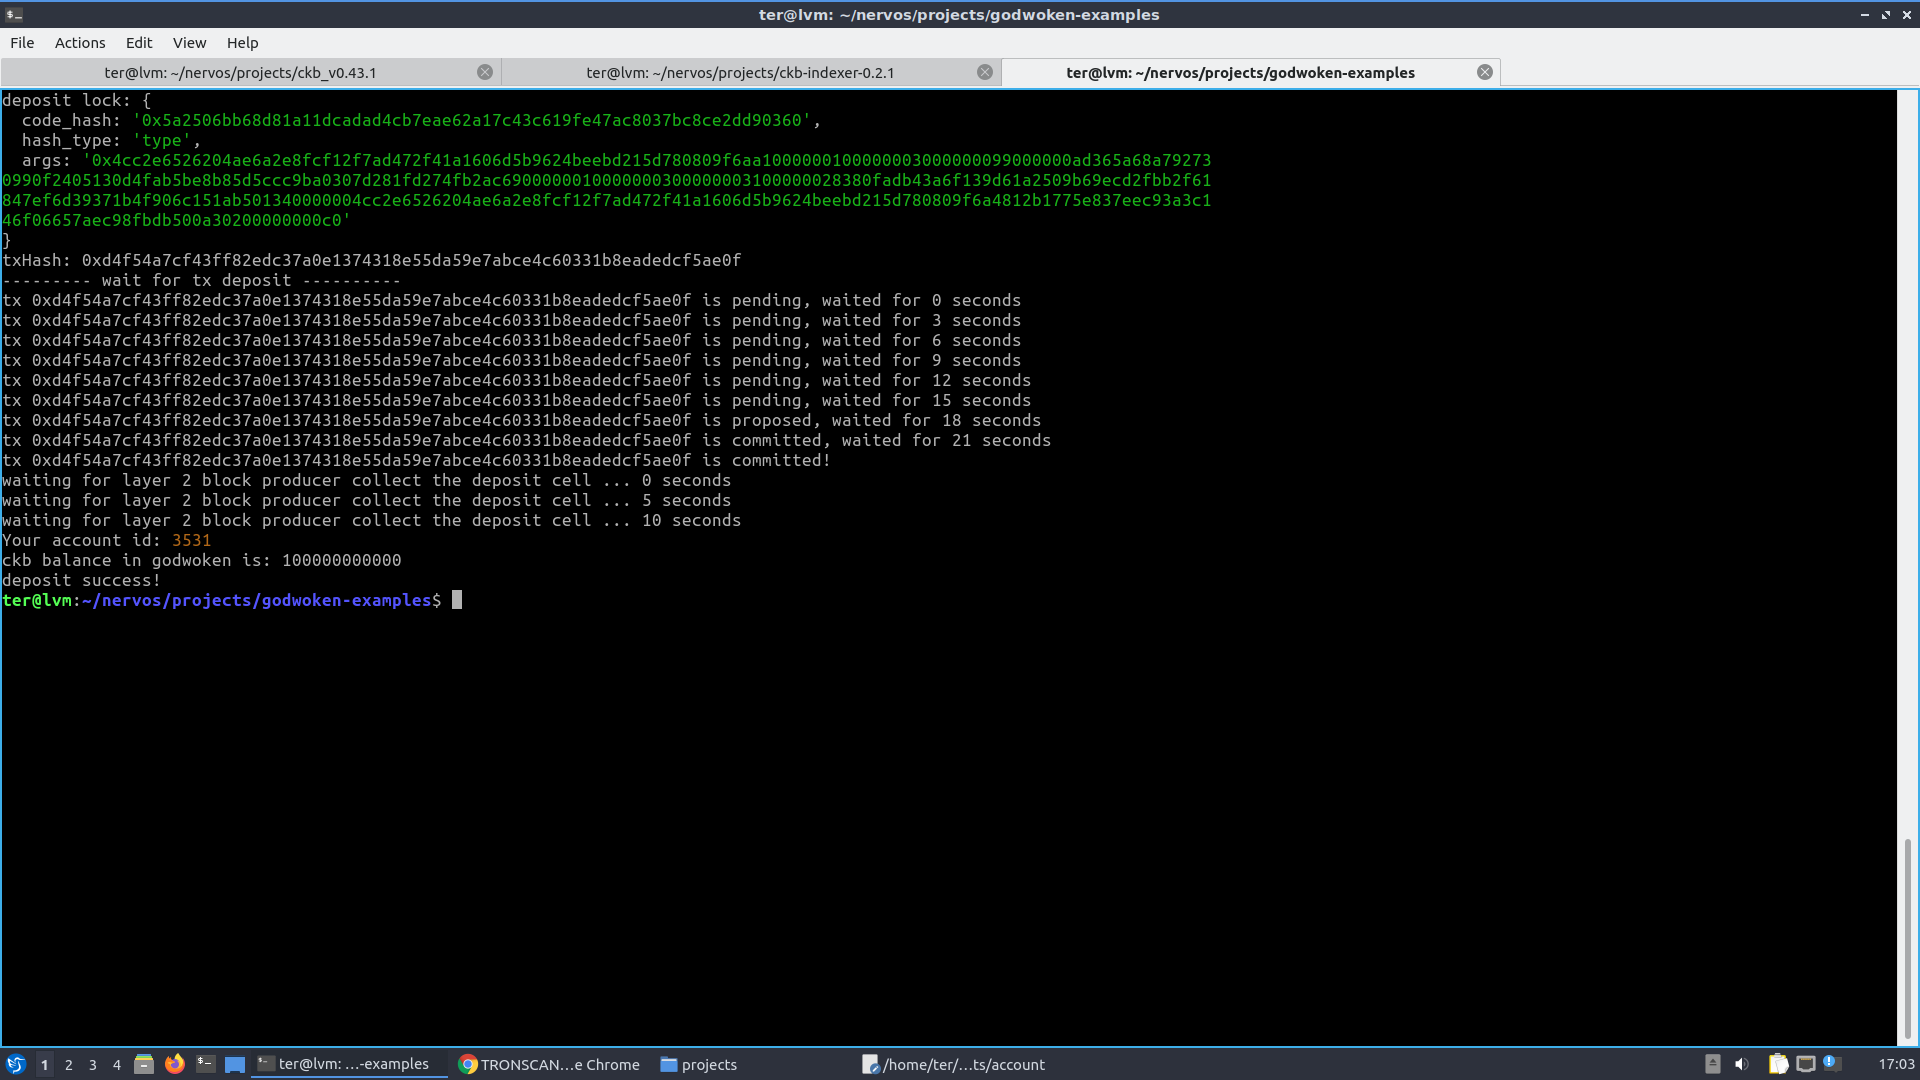 ter@lvm: ~/nervos/projects/godwoken-examples
File Actions Edit View Help
ter@lvm: ~/nervos/projects/ckb_v0.43.1
ter@lvm: ~/nervos/projects/ckb-indexer-0.2.1
ter@lvm: ~/nervos/projects/godwoken-examples
deposit lock: {
  code_hash: '0x5a2506bb68d81a11dcadad4cb7eae62a17c43c619fe47ac8037bc8ce2dd90360',
  hash_type: 'type',
  args: '0x4cc2e6526204ae6a2e8fcf12f7ad472f41a1606d5b9624beebd215d780809f6aa10000001000000003000000099000000ad365a68a79273
0990f2405130d4fab5be8b85d5ccc9ba0307d281fd274fb2ac6900000001000000030000000310000002838​0fadb43a6f139d61a2509b69ecd2fbb2f61
847ef6d39371b4f906c151ab501340000004cc2e6526204ae6a2e8fcf12f7ad472f41a1606d5b9624beebd215d780809f6a4812b1775e837eec93a3c1
46f06657aec98fbdb500a30200000000c0'
}
txHash: 0xd4f54a7cf43ff82edc37a0e1374318e55da59e7abce4c60331b8eadedcf5ae0f
--------- wait for tx deposit ----------
tx 0xd4f54a7cf43ff82edc37a0e1374318e55da59e7abce4c60331b8eadedcf5ae0f is pending, waited for 0 seconds
tx 0xd4f54a7cf43ff82edc37a0e1374318e55da59e7abce4c60331b8eadedcf5ae0f is pending, waited for 3 seconds
tx 0xd4f54a7cf43ff82edc37a0e1374318e55da59e7abce4c60331b8eadedcf5ae0f is pending, waited for 6 seconds
tx 0xd4f54a7cf43ff82edc37a0e1374318e55da59e7abce4c60331b8eadedcf5ae0f is pending, waited for 9 seconds
tx 0xd4f54a7cf43ff82edc37a0e1374318e55da59e7abce4c60331b8eadedcf5ae0f is pending, waited for 12 seconds
tx 0xd4f54a7cf43ff82edc37a0e1374318e55da59e7abce4c60331b8eadedcf5ae0f is pending, waited for 15 seconds
tx 0xd4f54a7cf43ff82edc37a0e1374318e55da59e7abce4c60331b8eadedcf5ae0f is proposed, waited for 18 seconds
tx 0xd4f54a7cf43ff82edc37a0e1374318e55da59e7abce4c60331b8eadedcf5ae0f is committed, waited for 21 seconds
tx 0xd4f54a7cf43ff82edc37a0e1374318e55da59e7abce4c60331b8eadedcf5ae0f is committed!
waiting for layer 2 block producer collect the deposit cell ... 0 seconds
waiting for layer 2 block producer collect the deposit cell ... 5 seconds
waiting for layer 2 block producer collect the deposit cell ... 10 seconds
Your account id: 3531
ckb balance in godwoken is: 100000000000
deposit success!
ter@lvm:~/nervos/projects/godwoken-examples$
1 2 3 4 ter@lvm: ...-examples TRONSCAN...e Chrome projects /home/ter/...ts/account 17:03